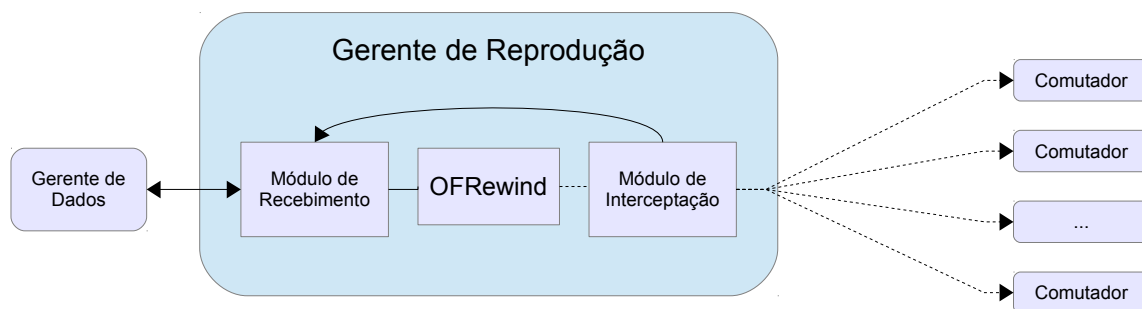 Gerente de Reprodução
Gerente de
Dados
Módulo de
Recebimento
OFRewind
Módulo de
Interceptação
Comutador
Comutador
...
Comutador